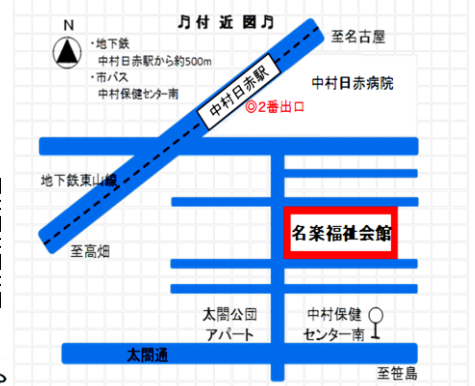 付近図
N
至名古屋
・地下鉄
中村日赤駅から約500m
・市バス
中村保健センター南
中村日赤駅
中村日赤病院
◎2番出口
地下鉄東山線
至高畑
名楽福祉会館
太閤公団
アパート
中村保健
センター南
太閤通
至笹島